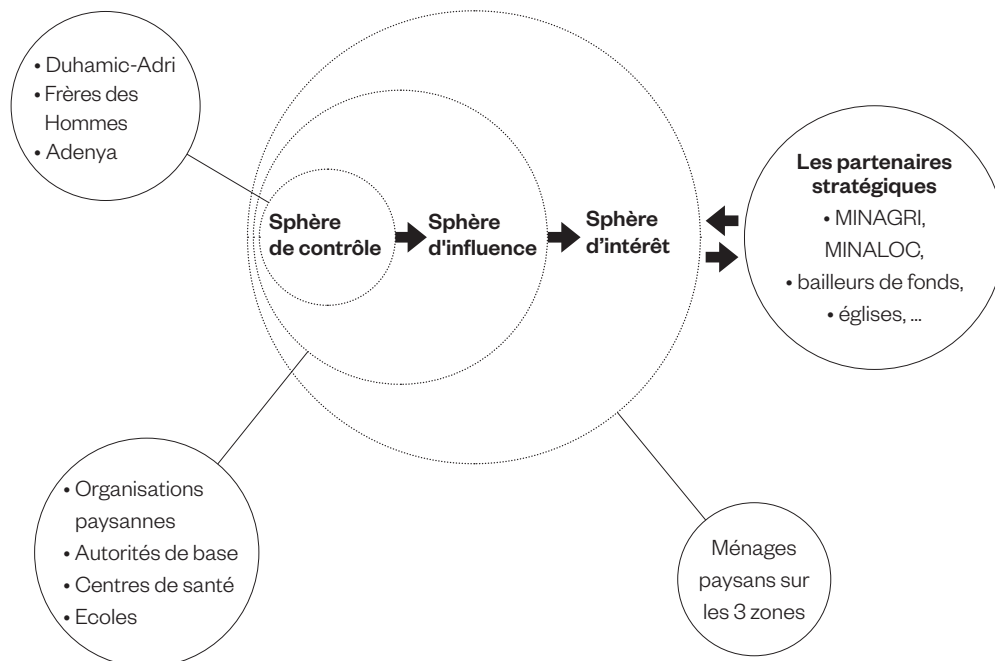 • Duhamic-Adri
• Frères des
Hommes
• Adenya
Sphère
de contrôle
Sphère
d'influence
Sphère
d’intérêt
Les partenaires
stratégiques
• MINAGRI,
MINALOC,
• bailleurs de fonds,
• églises, ...
• Organisations
paysannes
• Autorités de base
• Centres de santé
• Ecoles
Ménages
paysans sur
les 3 zones